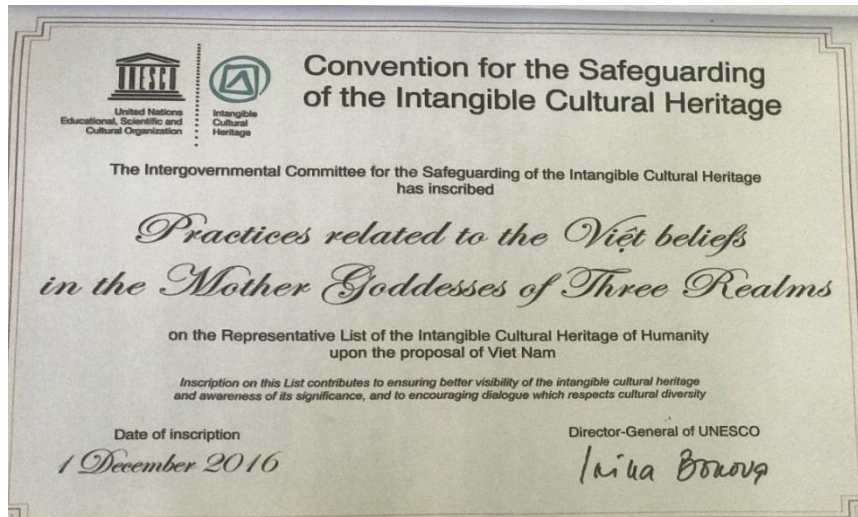 UNESCO
United Nations
Educational, Scientific and
Cultural Organization
Intangible
Cultural
Heritage
Convention for the Safeguarding
of the Intangible Cultural Heritage
The Intergovernmental Committee for the Safeguarding of the Intangible Cultural Heritage
has inscribed
Practices related to the Việt beliefs
in the Mother Goddesses of Three Realms
on the Representative List of the Intangible Cultural Heritage of Humanity
upon the proposal of Viet Nam
Inscription on this List contributes to ensuring better visibility of the intangible cultural heritage
and awareness of its significance, and to encouraging dialogue which respects cultural diversity
Date of inscription
1 December 2016
Director-General of UNESCO
Irina Bokova